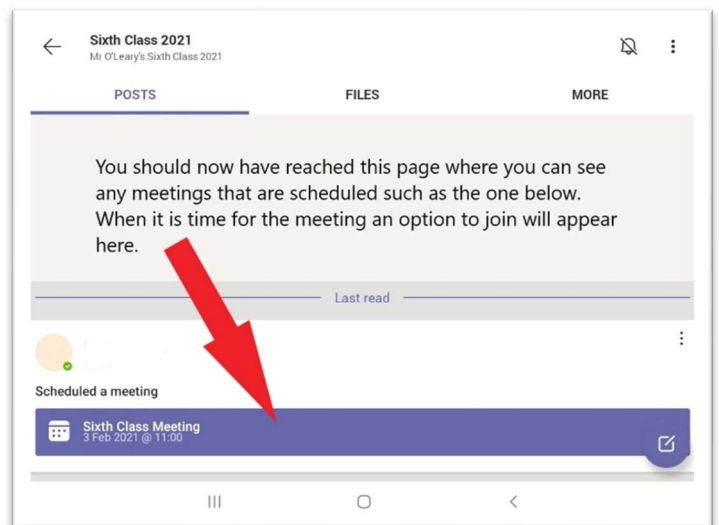 Sixth Class 2021
Mr O'Leary's Sixth Class 2021
POSTS FILES MORE
You should now have reached this page where you can see
any meetings that are scheduled such as the one below.
When it is time for the meeting an option to join will appear
here.
Last read
Scheduled a meeting
Sixth Class Meeting
3 Feb 2021 @ 11:00